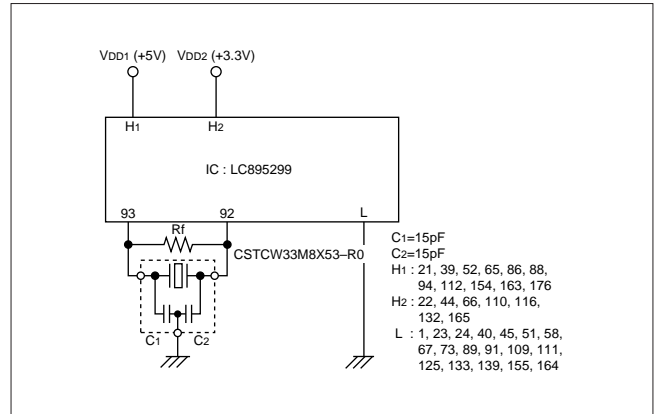 VDD1 (+5V) VDD2 (+3.3V)
H1 H2
IC : LC895299
93 92 L
Rf
CSTCW33M8X53–R0
C1 C2
C1=15pF
C2=15pF
H1 : 21, 39, 52, 65, 86, 88,
94, 112, 154, 163, 176
H2 : 22, 44, 66, 110, 116,
132, 165
L : 1, 23, 24, 40, 45, 51, 58,
67, 73, 89, 91, 109, 111,
125, 133, 139, 155, 164